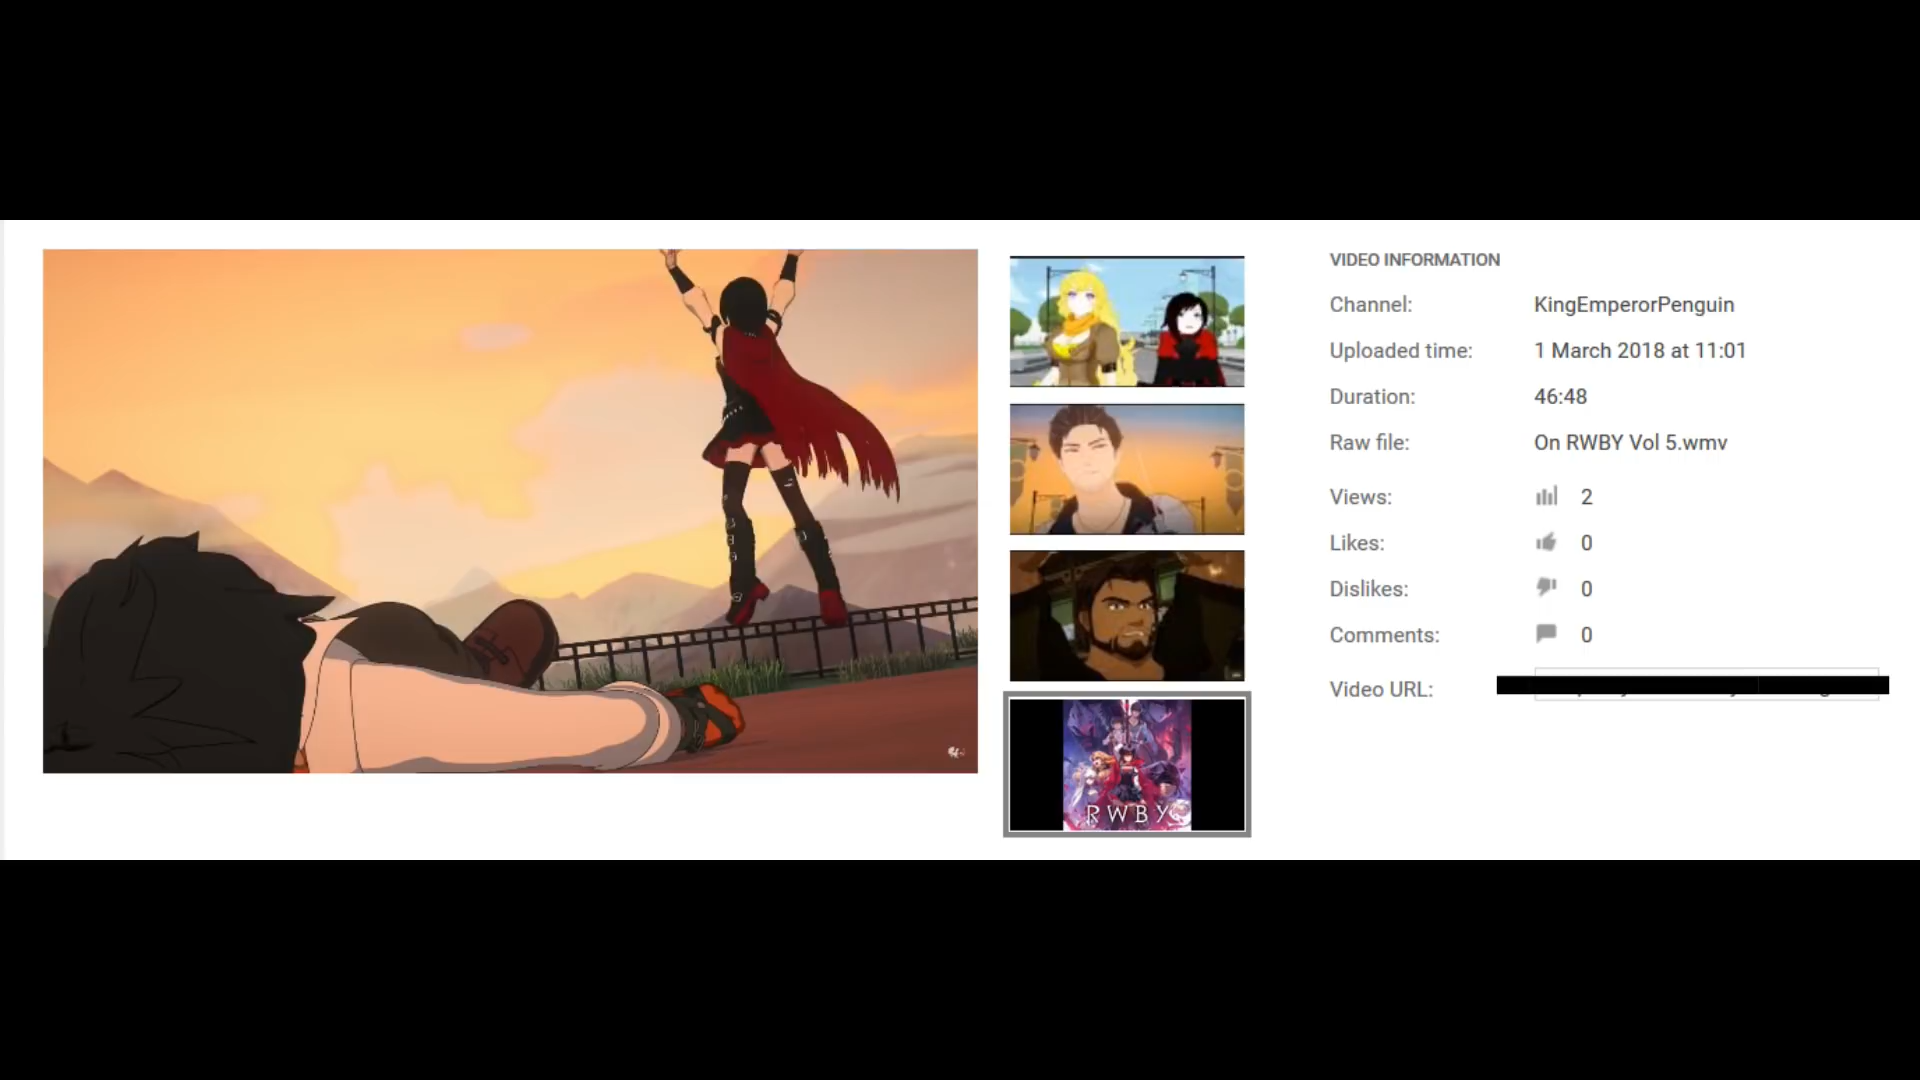 VIDEO INFORMATION
Channel: KingEmperorPenguin
Uploaded time: 1 March 2018 at 11:01
Duration: 46:48
Raw file: On RWBY Vol 5.wmv
Views: 2
Likes: 0
Dislikes: 0
Comments: 0
Video URL:
RWBY